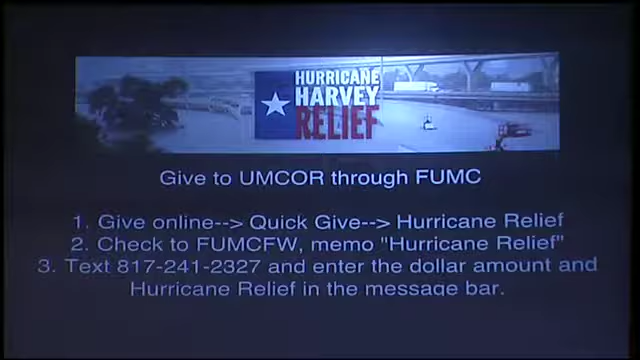 HURRICANE
HARVEY
RELIEF
Give to UMCOR through FUMC
1. Give online--> Quick Give--> Hurricane Relief
2. Check to FUMCFW, memo "Hurricane Relief"
3. Text 817-241-2327 and enter the dollar amount and
Hurricane Relief in the message bar.